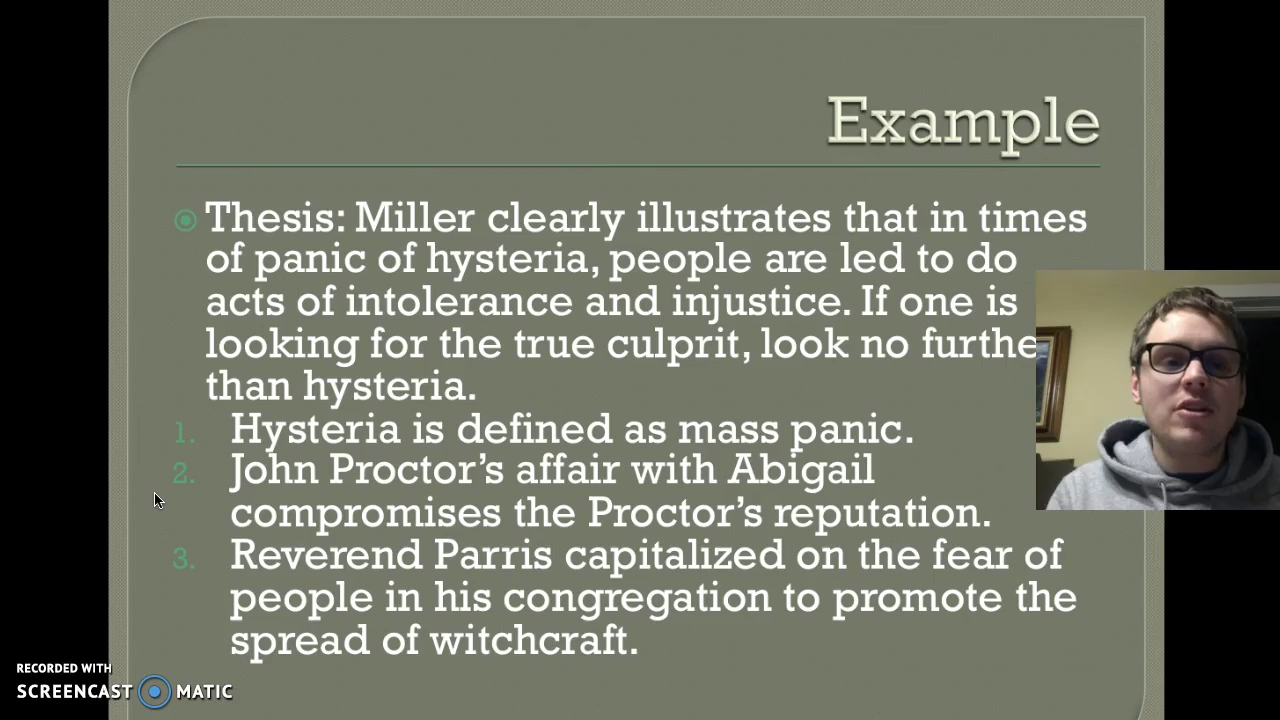 Example
Thesis: Miller clearly illustrates that in times
of panic of hysteria, people are led to do
acts of intolerance and injustice. If one is
looking for the true culprit, look no furthe
than hysteria.
1. Hysteria is defined as mass panic.
2. John Proctor’s affair with Abigail
compromises the Proctor’s reputation.
3. Reverend Parris capitalized on the fear of
people in his congregation to promote the
spread of witchcraft.
RECORDED WITH
SCREENCAST MATIC